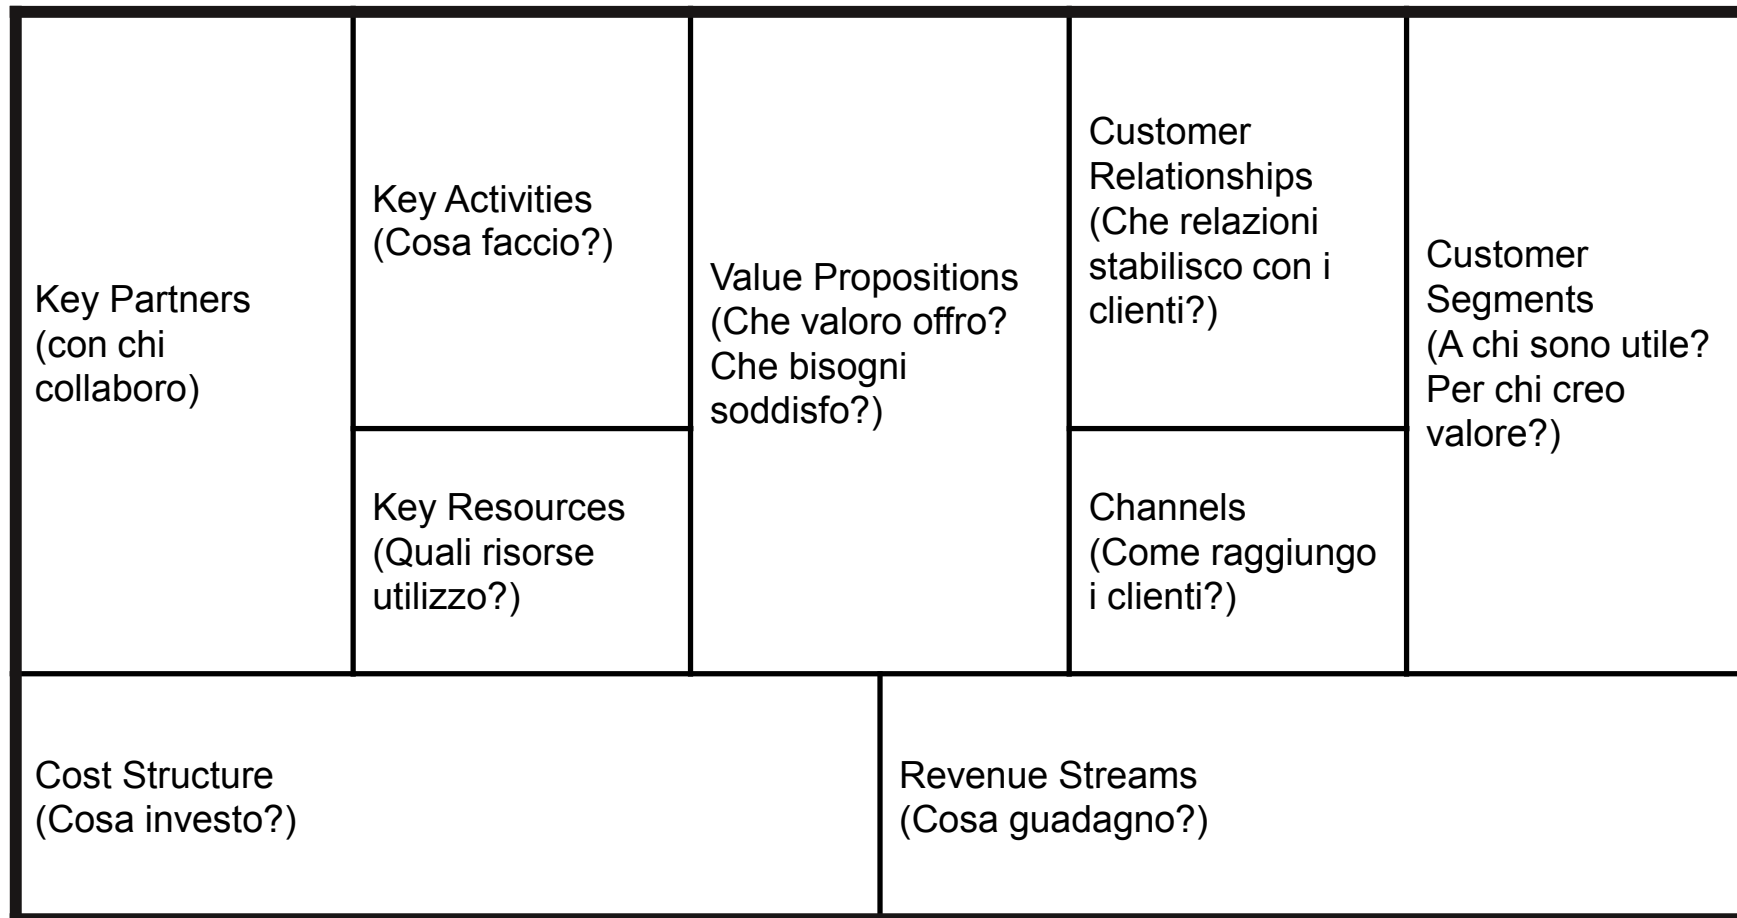 Key Partners
(con chi
collaboro)
Key Activities
(Cosa faccio?)
Key Resources
(Quali risorse
utilizzo?)
Value Propositions
(Che valoro offro?
Che bisogni
soddisfo?)
Customer
Relationships
(Che relazioni
stabilisco con i
clienti?)
Channels
(Come raggiungo
i clienti?)
Customer
Segments
(A chi sono utile?
Per chi creo
valore?)
Cost Structure
(Cosa investo?)
Revenue Streams
(Cosa guadagno?)